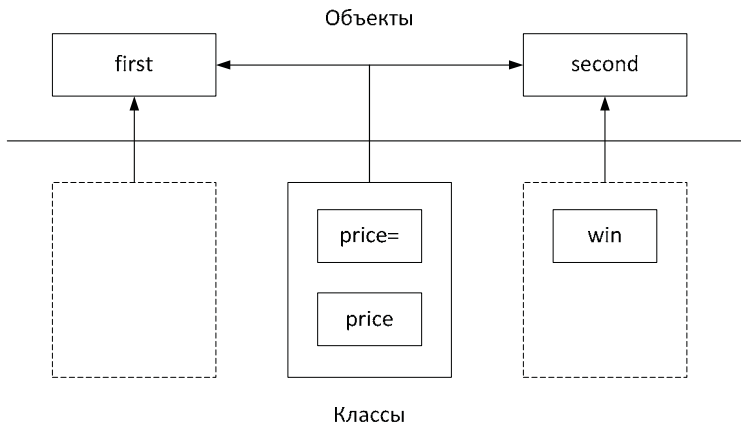 Объекты
first
second
price=
win
price
Классы